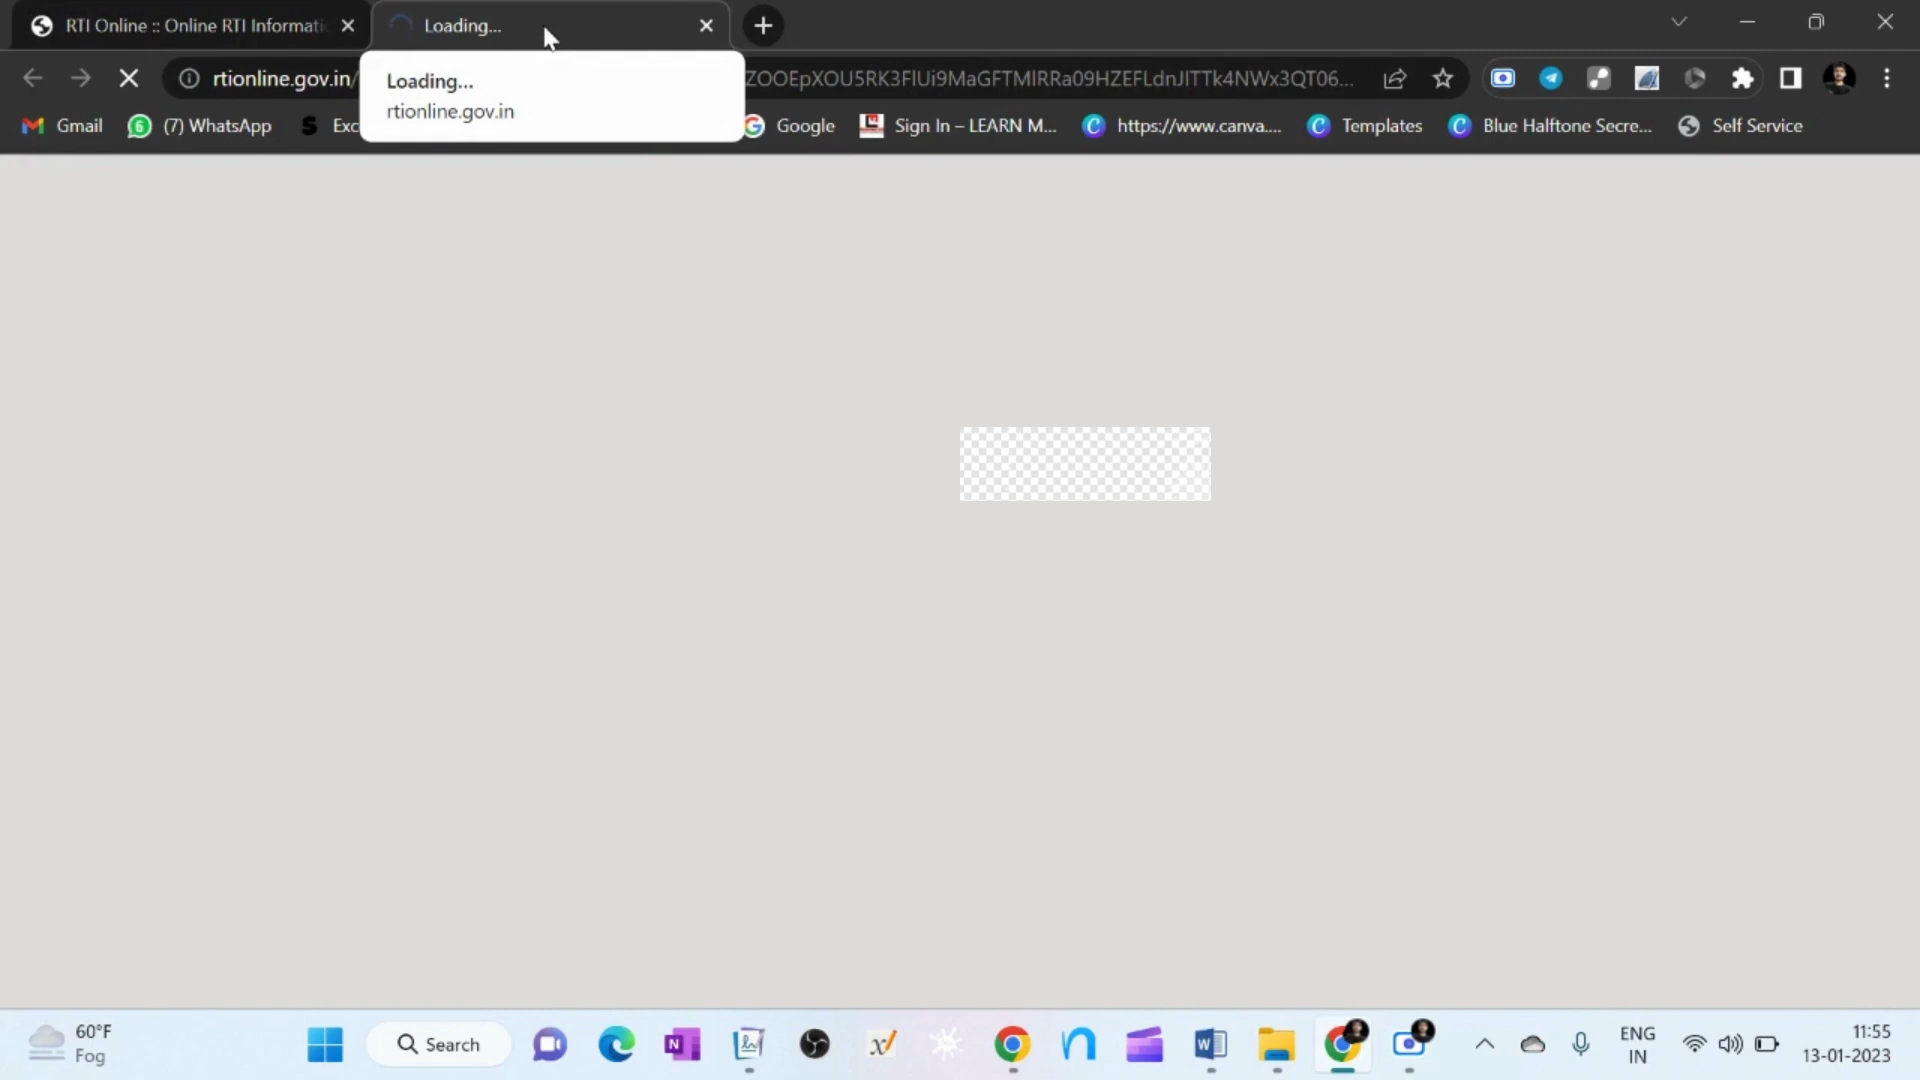 RTI Online :: Online RTI Informati
Loading...
rtionline.gov.in/
ZOOEpXOU5RK3FlUi9MaGFTMlRRa09HZEFLdnJITTk4NWx3QT06...
Loading...
rtionline.gov.in
Gmail
(7) WhatsApp
Exc
Google
Sign In – LEARN M...
https://www.canva....
Templates
Blue Halftone Secre...
Self Service
60°F
Fog
Search
ENG
IN
11:55
13-01-2023